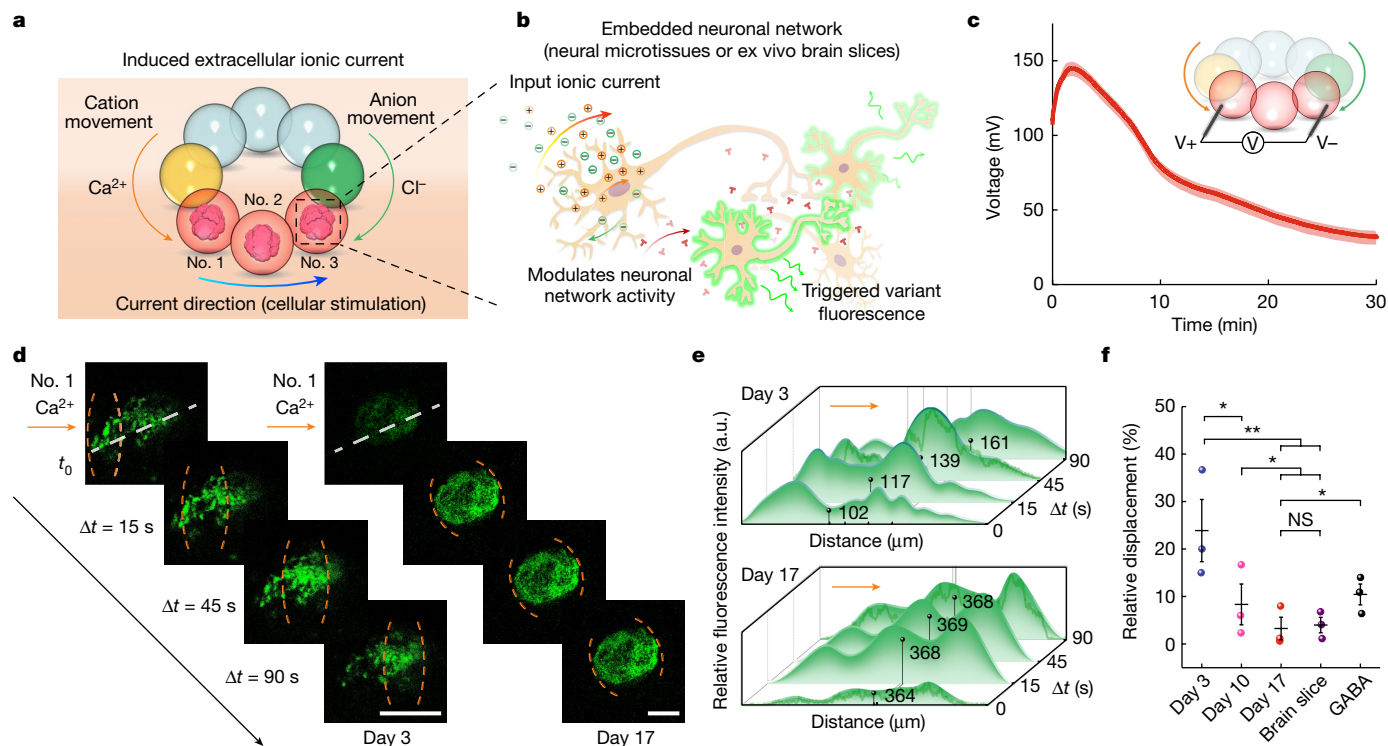 a
Induced extracellular ionic current
Cation
movement
Anion
movement
Ca²⁺
Cl⁻
No. 2
No. 1
No. 3
Current direction (cellular stimulation)
b
Embedded neuronal network
(neural microtissues or ex vivo brain slices)
Input ionic current
Modulates neuronal
network activity
Triggered variant
fluorescence
c
Voltage (mV)
150
100
50
0
0
10
20
30
Time (min)
V+
V
V−
d
No. 1
Ca²⁺
t₀
No. 1
Ca²⁺
Δt = 15 s
Δt = 45 s
Δt = 90 s
Day 3
Day 17
e
Relative fluorescence intensity (a.u.)
Day 3
161
139
117
102
90
45
15
0
Δt (s)
Distance (μm)
Day 17
368
369
368
364
90
45
15
0
Δt (s)
Distance (μm)
f
Relative displacement (%)
50
40
30
20
10
0
*
**
*
*
NS
Day 3
Day 10
Day 17
Brain slice
GABA